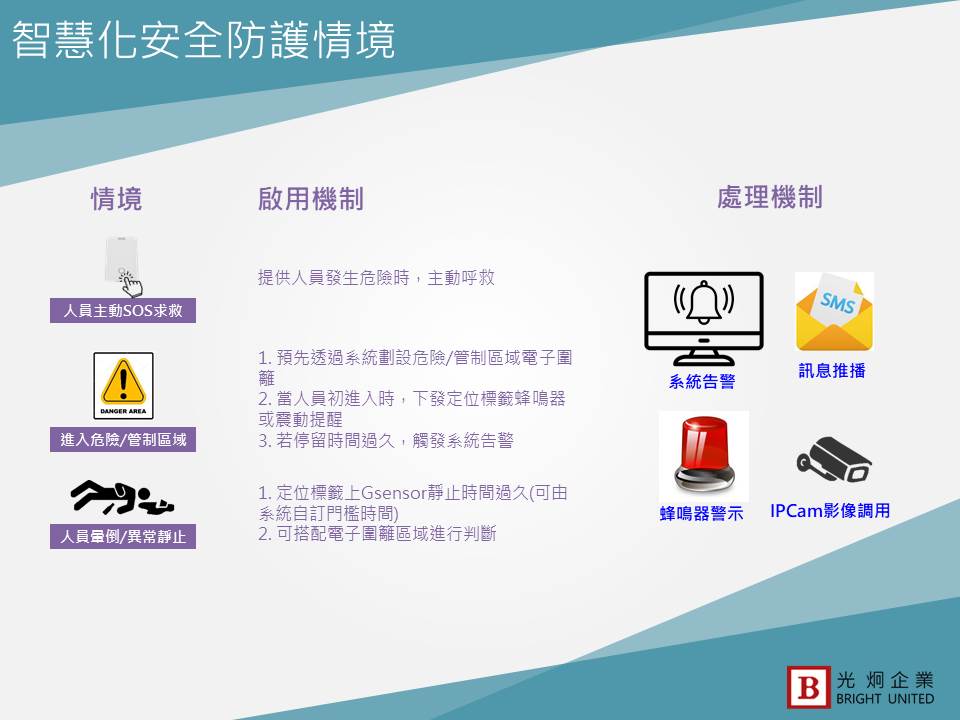 智慧化安全防護情境
情境
啟用機制
處理機制
人員主動SOS求救
提供人員發生危險時，主動呼救
DANGER AREA
進入危險/管制區域
1. 預先透過系統劃設危險/管制區域電子圍
籬
2. 當人員初進入時，下發定位標籤蜂鳴器
或震動提醒
3. 若停留時間過久，觸發系統告警
人員暈倒/異常靜止
1. 定位標籤上Gsensor靜止時間過久(可由
系統自訂門檻時間)
2. 可搭配電子圍籬區域進行判斷
系統告警
SMS
訊息推播
蜂鳴器警示
IPCam影像調用
B
光炯企業
BRIGHT UNITED